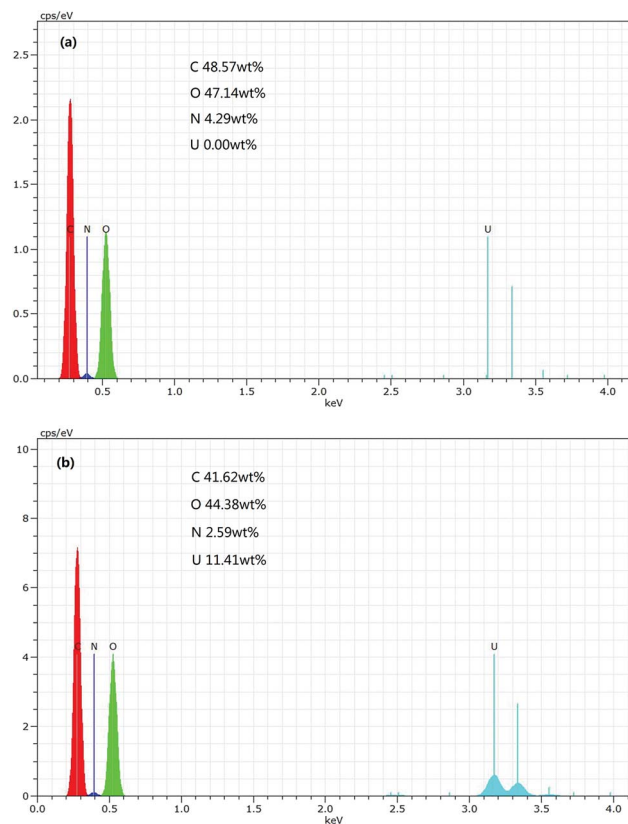 cps/eV
(a)
C 48.57wt%
O 47.14wt%
N 4.29wt%
U 0.00wt%
2.5
2.0
1.5
1.0
0.5
0.0
C N O U
0.5 1.0 2.0 2.5 3.0 3.5 4.0
keV
cps/eV
(b)
C 41.62wt%
O 44.38wt%
N 2.59wt%
U 11.41wt%
10
8
6
4
2
0
C N O U
0.0 0.5 1.0 1.5 2.0 2.5 3.0 3.5 4.0
keV